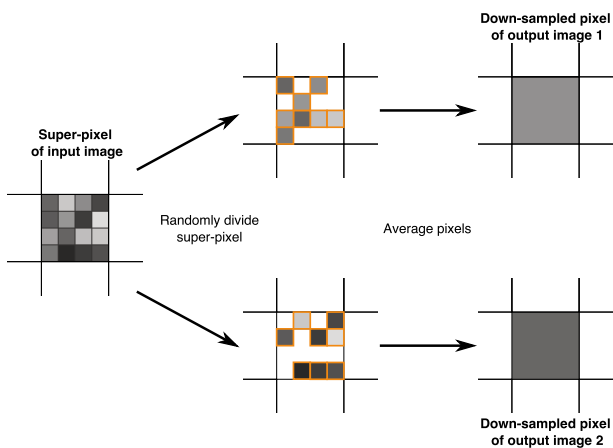 Down-sampled pixel
of output image 1
Super-pixel
of input image
Randomly divide
super-pixel
Average pixels
Down-sampled pixel
of output image 2